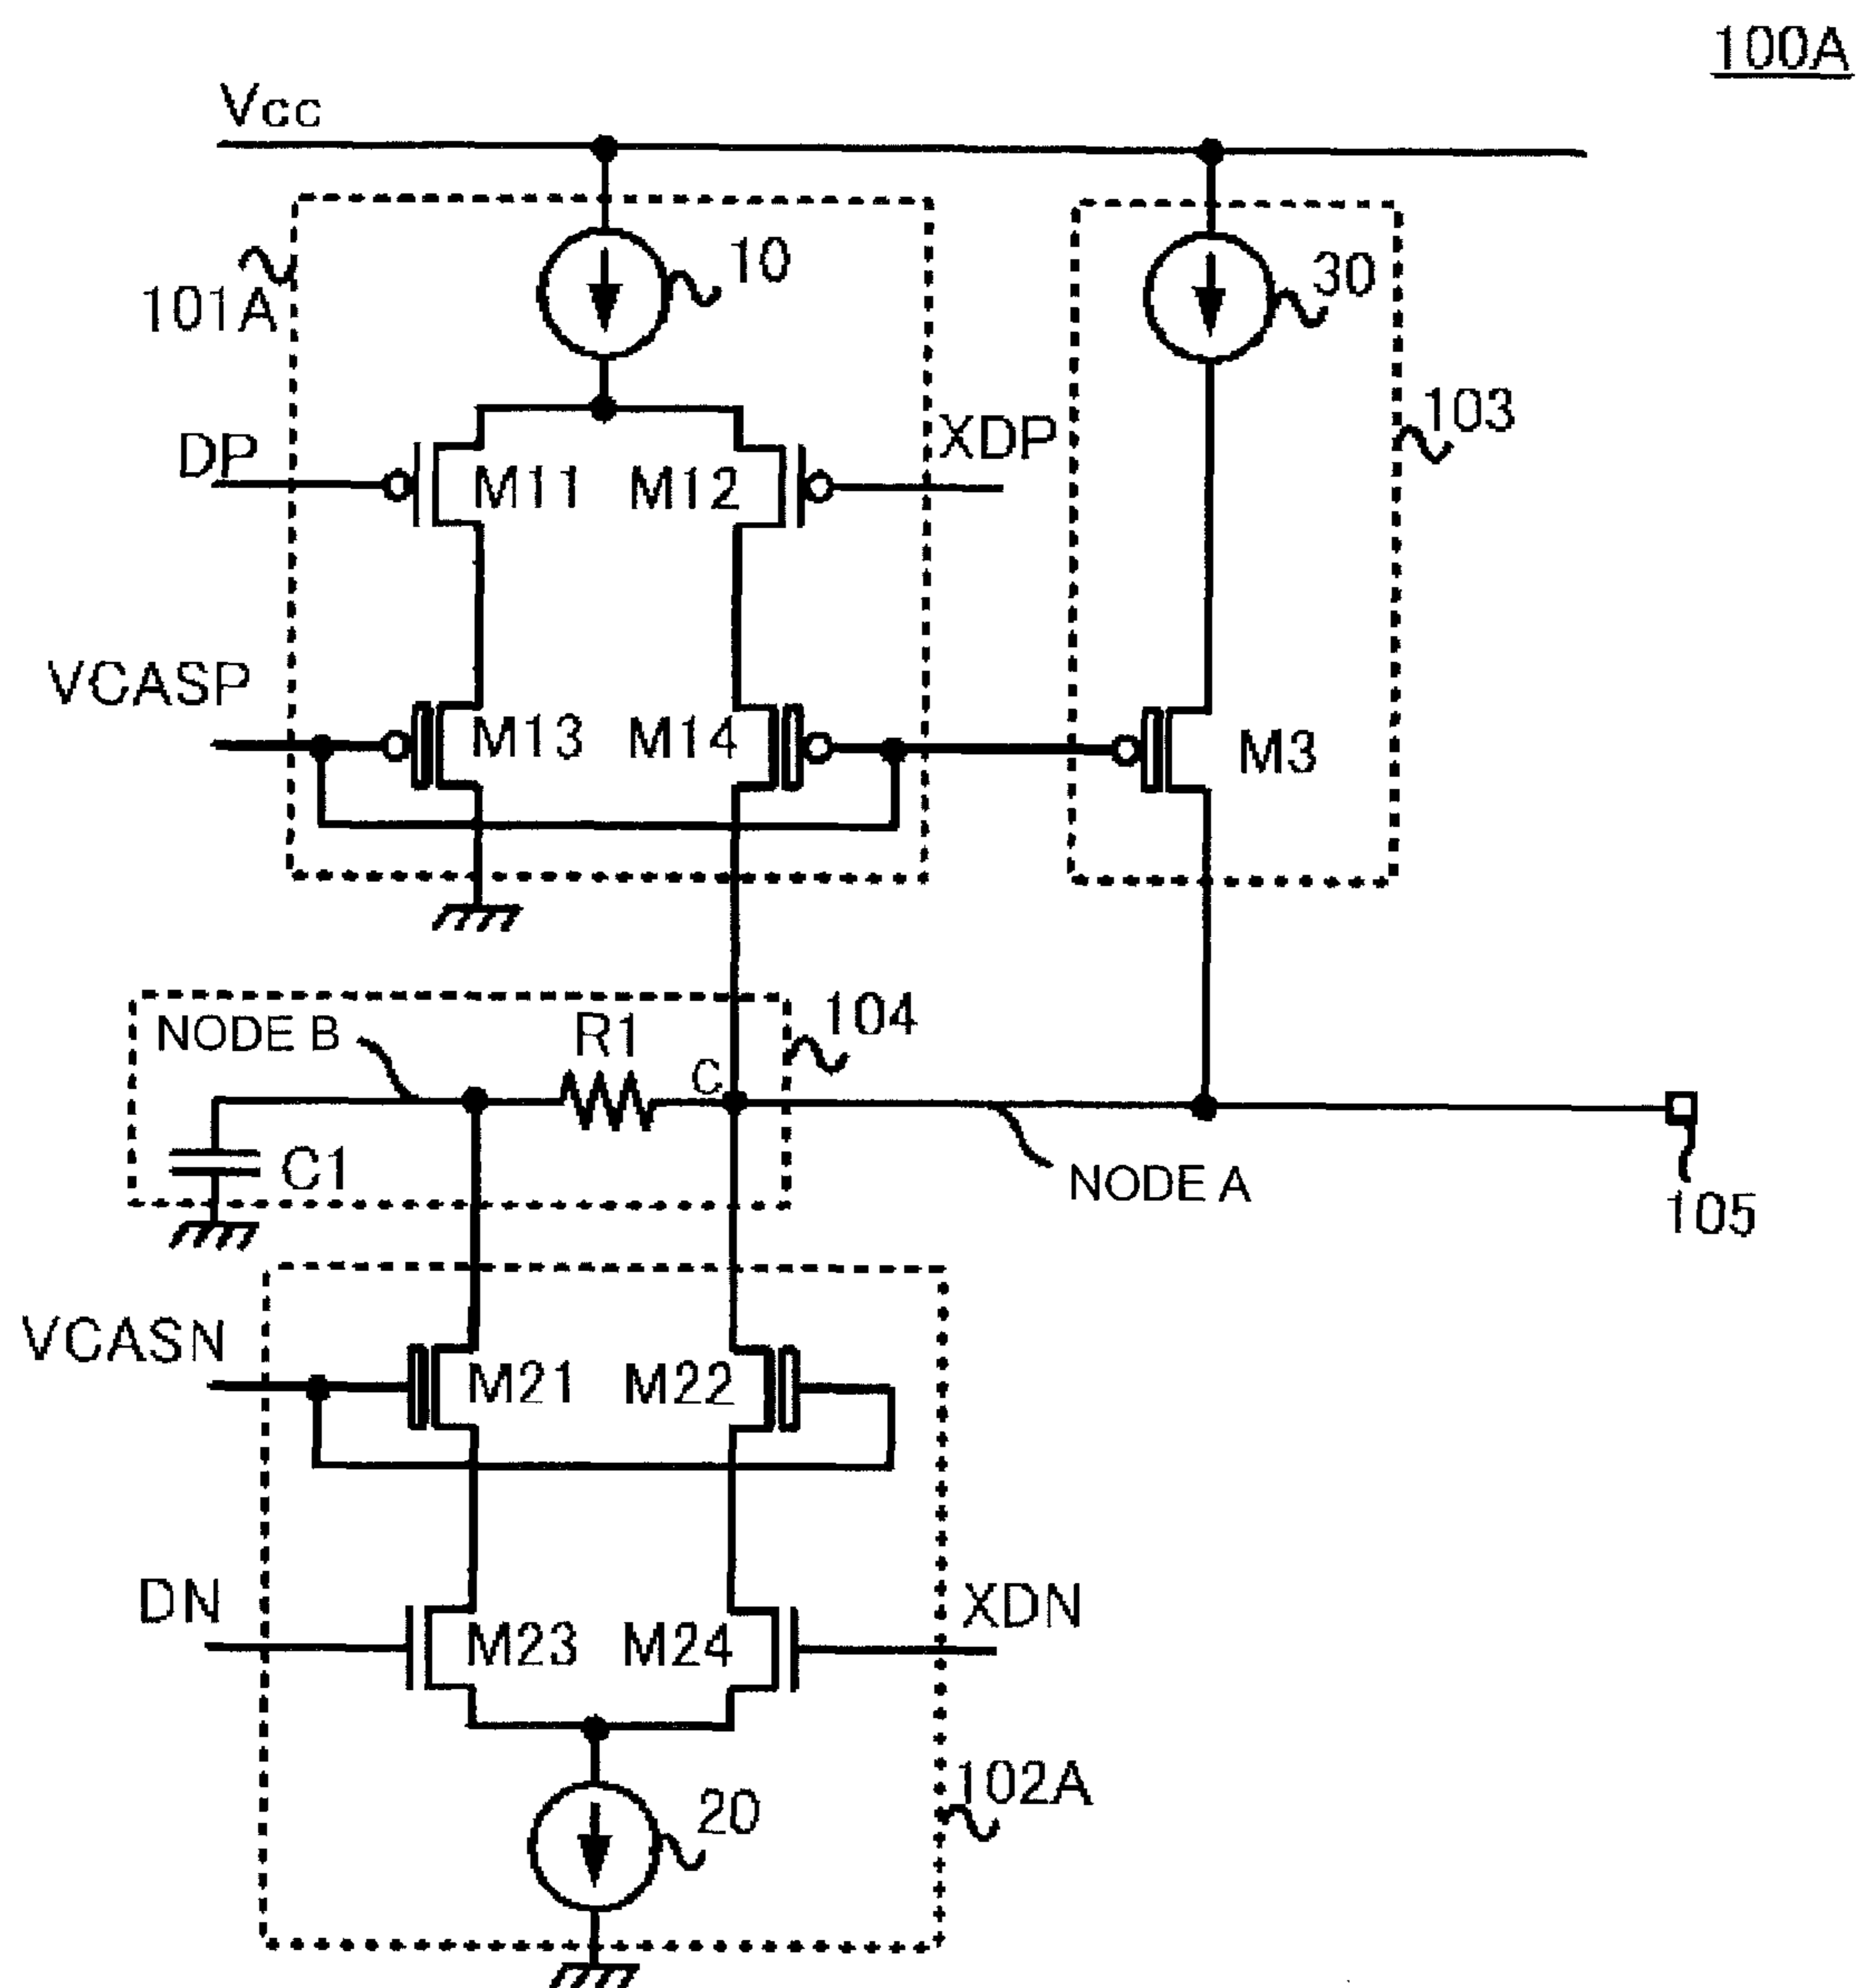 100A
Vcc
10
30
101A
103
DP
XDP
M11
M12
VCASP
M13
M14
M3
104
NODE B
R1
C
C1
NODE A
105
VCASN
M21
M22
DN
XDN
M23
M24
102A
20